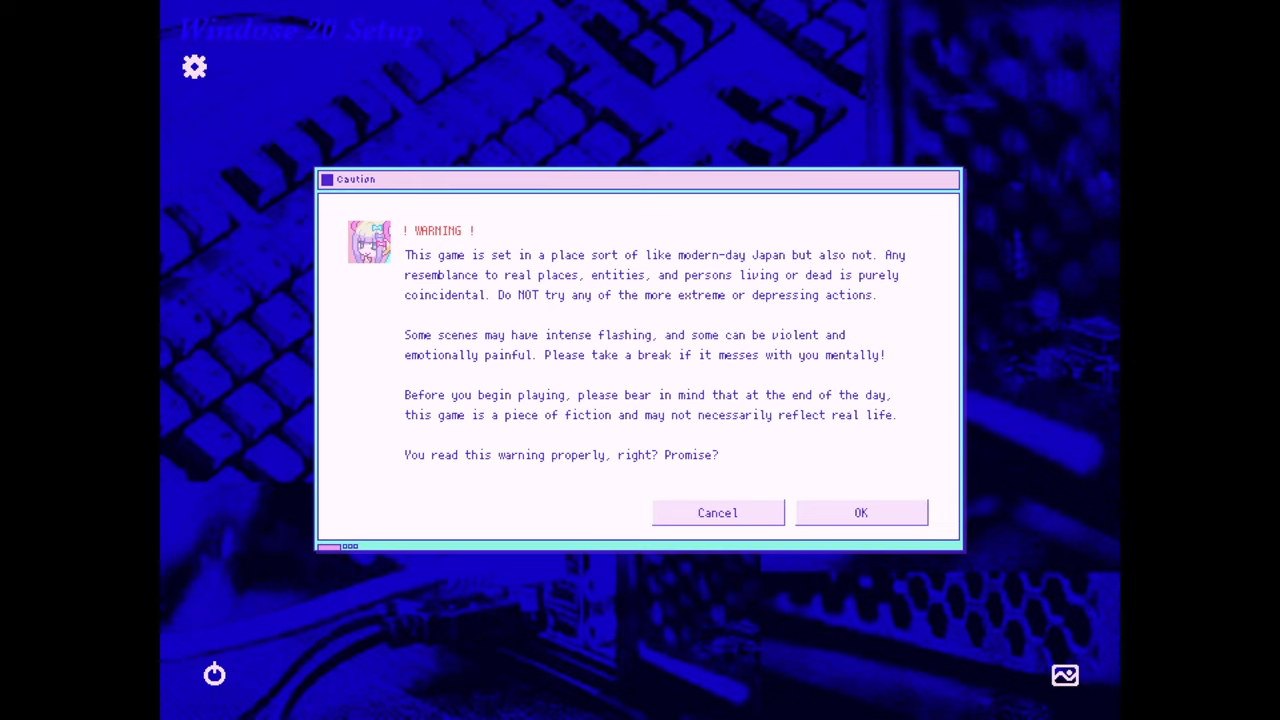 Windose 20 Setup
Caution
! WARNING !
This game is set in a place sort of like modern-day Japan but also not. Any
resemblance to real places, entities, and persons living or dead is purely
coincidental. Do NOT try any of the more extreme or depressing actions.
Some scenes may have intense flashing, and some can be violent and
emotionally painful. Please take a break if it messes with you mentally!
Before you begin playing, please bear in mind that at the end of the day,
this game is a piece of fiction and may not necessarily reflect real life.
You read this warning properly, right? Promise?
Cancel
OK